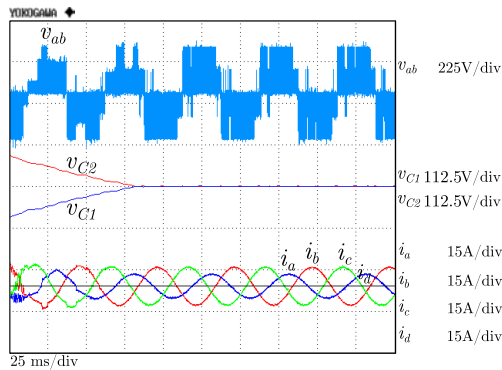 YOKOGAWA
v_ab
v_ab 225V/div
v_C2
v_C1
v_C1 112.5V/div
v_C2 112.5V/div
i_a i_b i_c i_d
i_a 15A/div
i_b 15A/div
i_c 15A/div
i_d 15A/div
25 ms/div